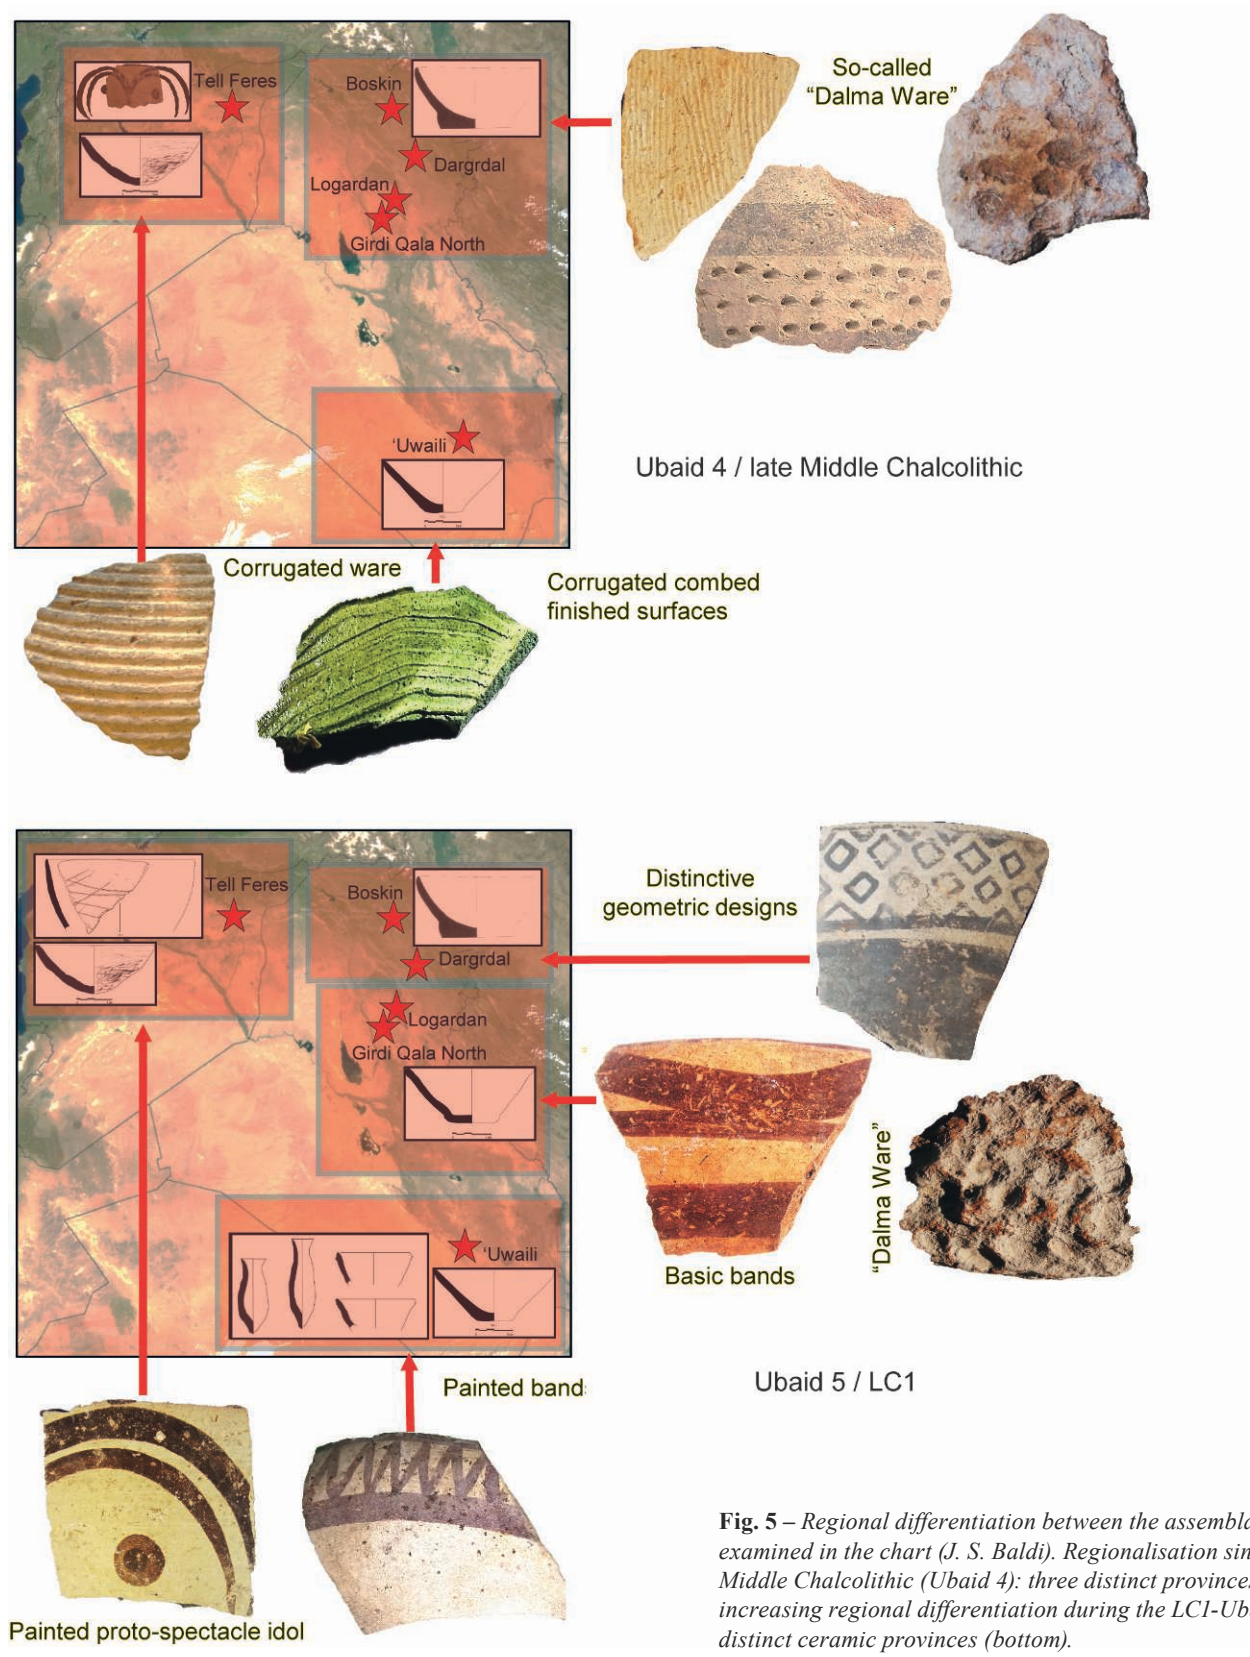 Tell Feres
Boskin
Dargrdal
Logardan
Girdi Qala North
‘Uwaili
So-called
“Dalma Ware”
Ubaid 4 / late Middle Chalcolithic
Corrugated ware
Corrugated combed
finished surfaces
Tell Feres
Boskin
Dargrdal
Logardan
Girdi Qala North
‘Uwaili
Distinctive
geometric designs
Basic bands
“Dalma Ware”
Painted band
Ubaid 5 / LC1
Painted proto-spectacle idol
Fig. 5 – Regional differentiation between the assembla
examined in the chart (J. S. Baldi). Regionalisation sin
Middle Chalcolithic (Ubaid 4): three distinct provinces
increasing regional differentiation during the LC1-Ub
distinct ceramic provinces (bottom).